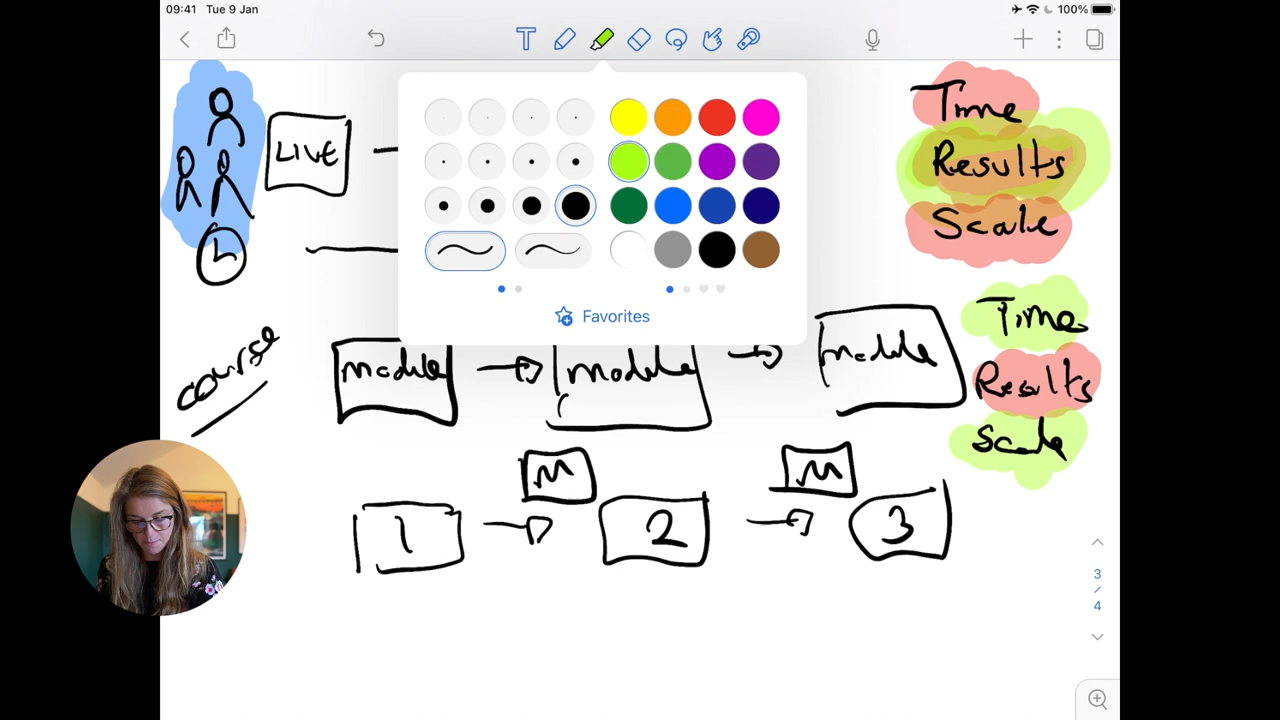 09:41 Tue 9 Jan
100%
T
Favorites
LIVE
Time
Results
Scale
course
module
module
module
Time
Results
Scale
M
M
1
2
3
3
/
4